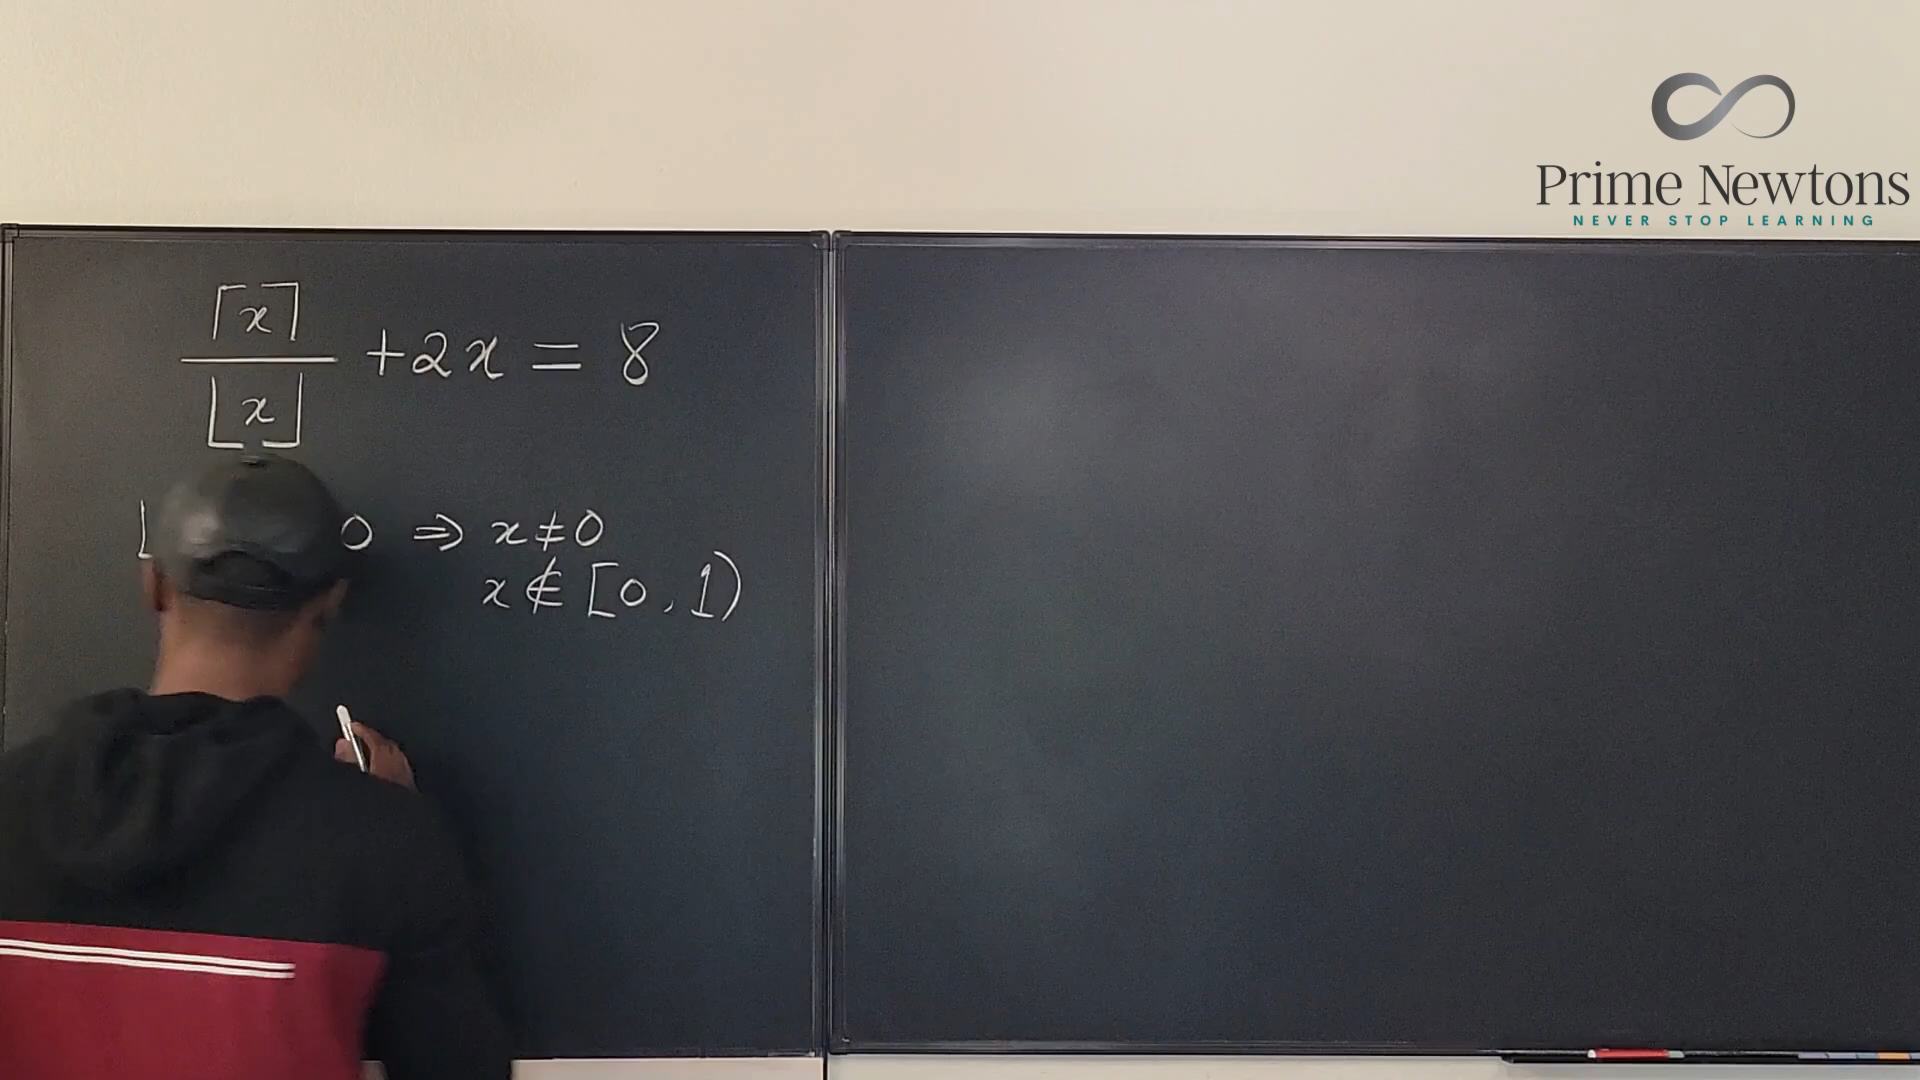 ⌈x⌉/⌊x⌋ + 2x = 8
⌊ 0 ⇒ x ≠ 0
x ∉ [0, 1)
Prime Newtons
NEVER STOP LEARNING